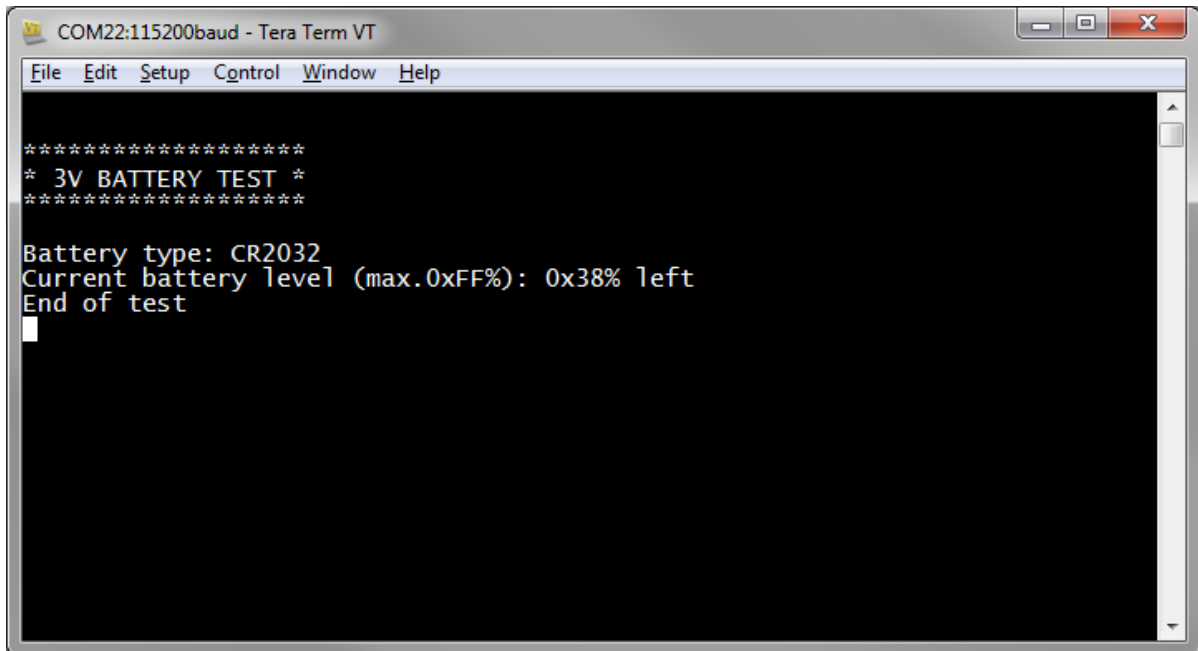 COM22:115200baud - Tera Term VT
File Edit Setup Control Window Help
********************
* 3V BATTERY TEST *
********************
Battery type: CR2032
Current battery level (max.0xFF%): 0x38% left
End of test